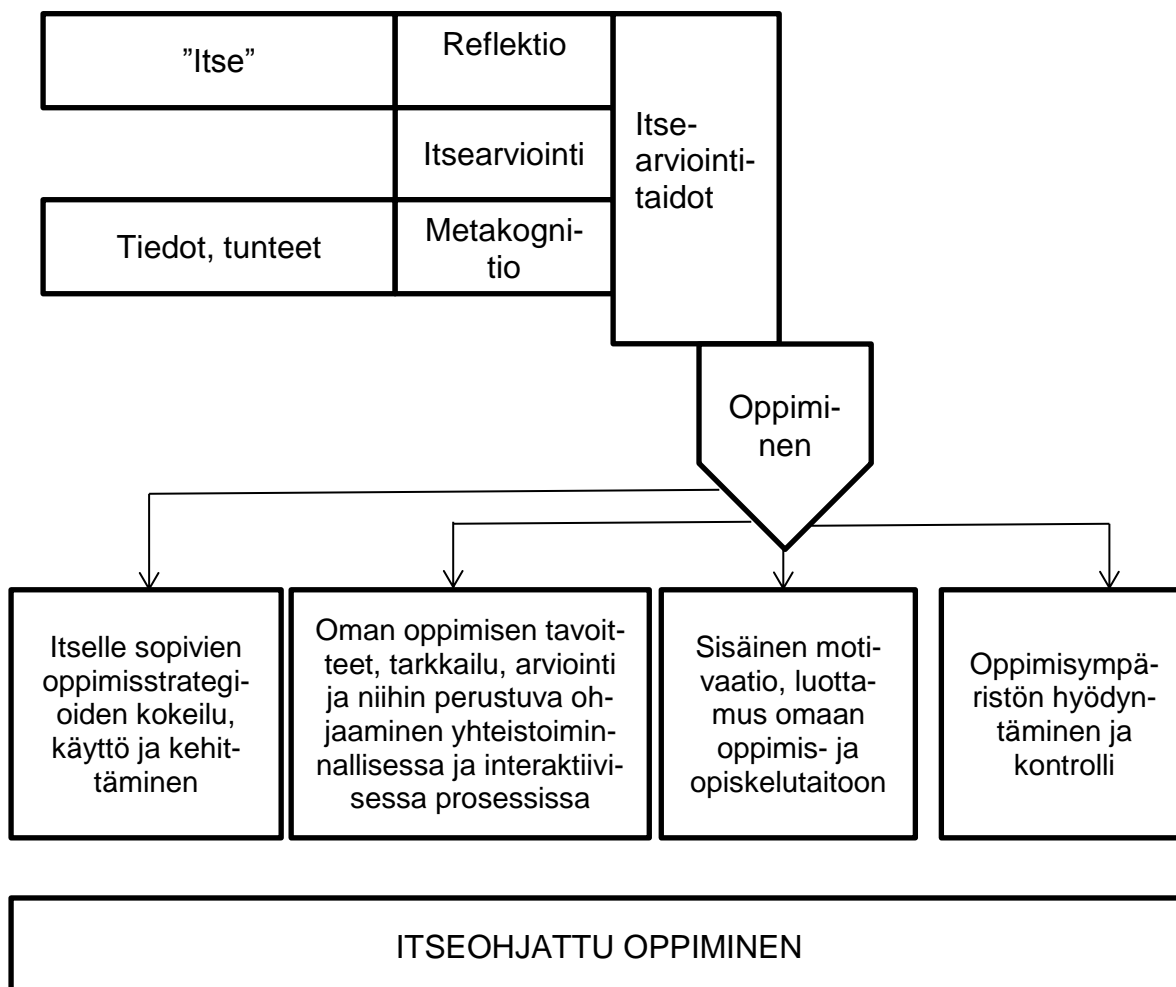 ”Itse”
Reflektio
Itsearviointi
Tiedot, tunteet
Metakogni-
tio
Itse-
arviointi-
taidot
Oppimi-
nen
Itselle sopivien
oppimisstrategi-
oiden kokeilu,
käyttö ja kehit-
täminen
Oman oppimisen tavoit-
teet, tarkkailu, arviointi
ja niihin perustuva oh-
jaaminen yhteistoimin-
nallisessa ja interaktiivi-
sessa prosessissa
Sisäinen moti-
vaatio, luotta-
mus omaan
oppimis- ja
opiskelutaitoon
Oppimisympä-
ristön hyödyn-
täminen ja
kontrolli
ITSEOHJATTU OPPIMINEN